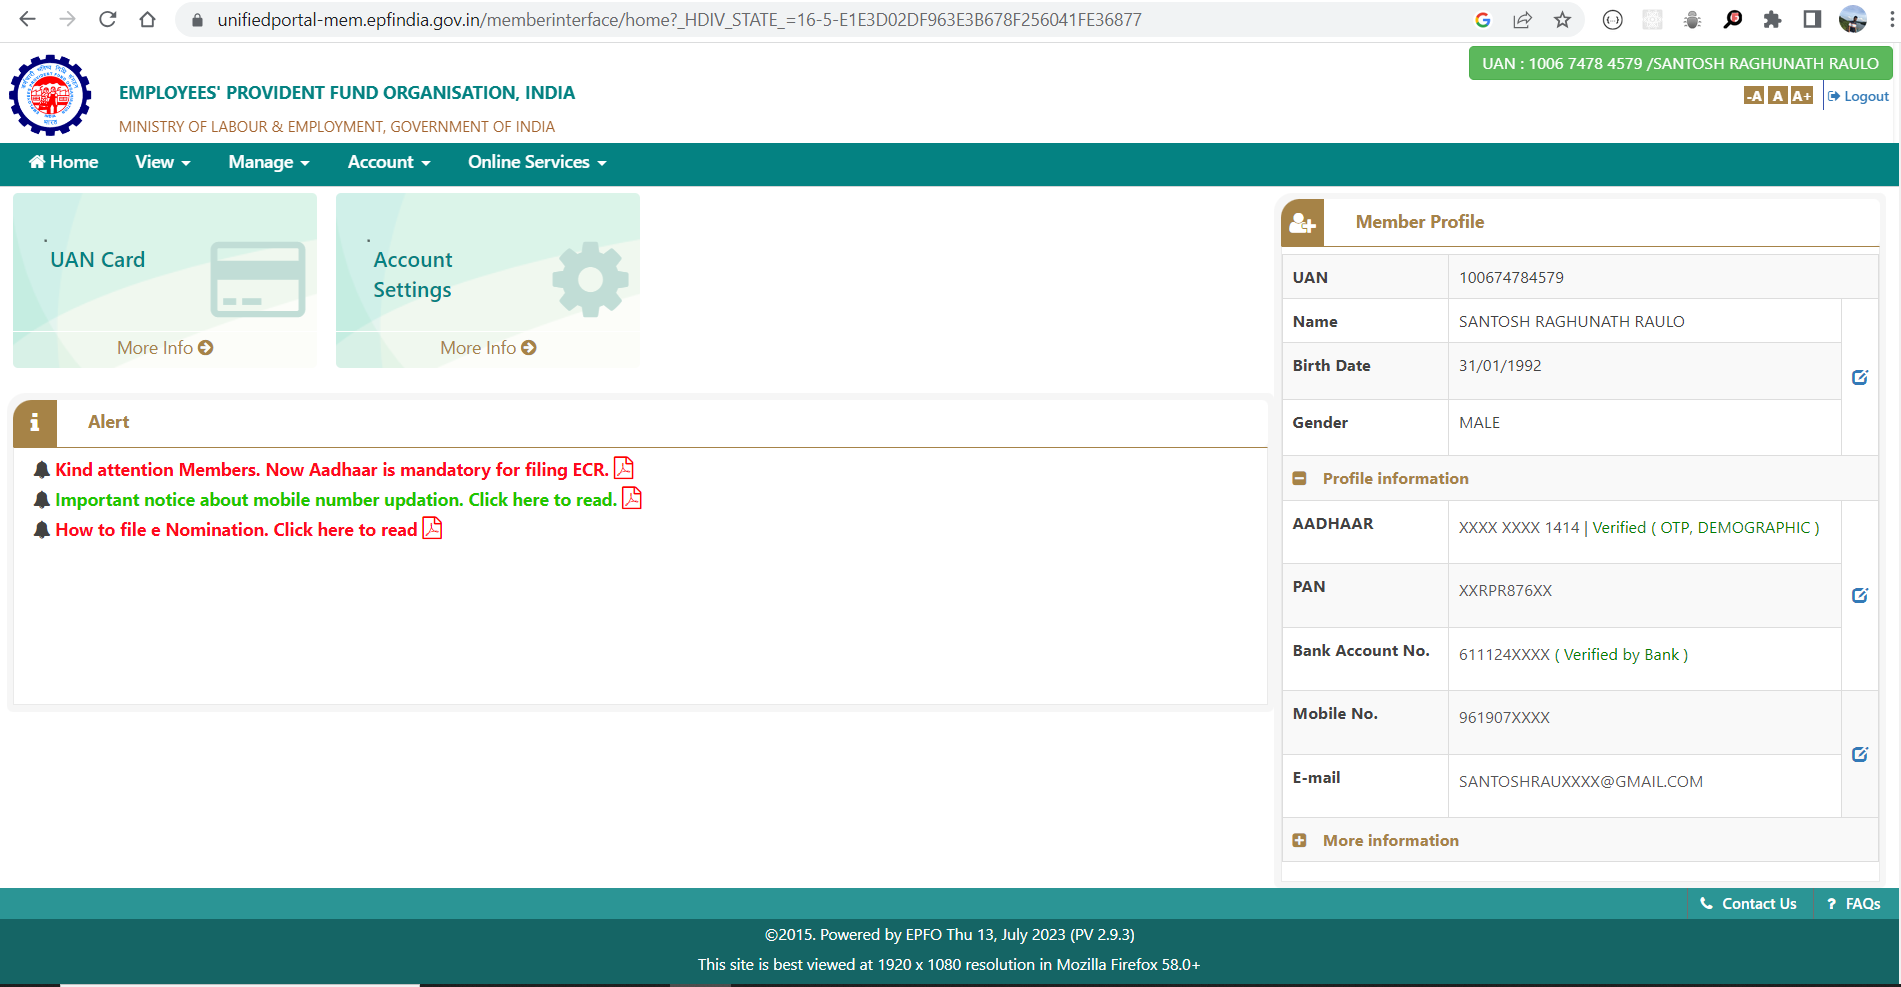 unifiedportal-mem.epfindia.gov.in/memberinterface/home?_HDIV_STATE_=16-5-E1E3D02DF963E3B678F256041FE36877
UAN : 1006 7478 4579 /SANTOSH RAGHUNATH RAULO
EMPLOYEES' PROVIDENT FUND ORGANISATION, INDIA
-A A A+ Logout
MINISTRY OF LABOUR & EMPLOYMENT, GOVERNMENT OF INDIA
Home View Manage Account Online Services
UAN Card
More Info
Account
Settings
More Info
Alert
Kind attention Members. Now Aadhaar is mandatory for filing ECR.
Important notice about mobile number updation. Click here to read.
How to file e Nomination. Click here to read
Member Profile
UAN 100674784579
Name SANTOSH RAGHUNATH RAULO
Birth Date 31/01/1992
Gender MALE
Profile information
AADHAAR XXXX XXXX 1414 | Verified ( OTP, DEMOGRAPHIC )
PAN XXRPR876XX
Bank Account No. 611124XXXX ( Verified by Bank )
Mobile No. 961907XXXX
E-mail SANTOSHRAUXXXX@GMAIL.COM
More information
Contact Us ? FAQs
©2015. Powered by EPFO Thu 13, July 2023 (PV 2.9.3)
This site is best viewed at 1920 x 1080 resolution in Mozilla Firefox 58.0+